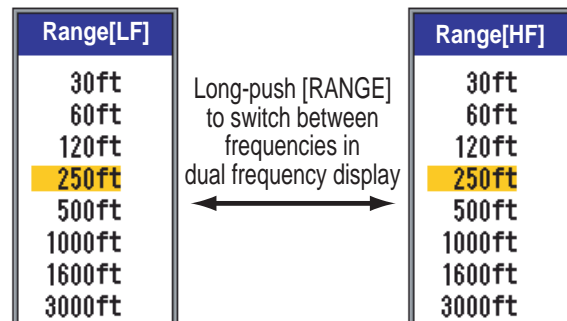 Range[LF]
30ft
60ft
120ft
250ft
500ft
1000ft
1600ft
3000ft
Long-push [RANGE]
to switch between
frequencies in
dual frequency display
Range[HF]
30ft
60ft
120ft
250ft
500ft
1000ft
1600ft
3000ft